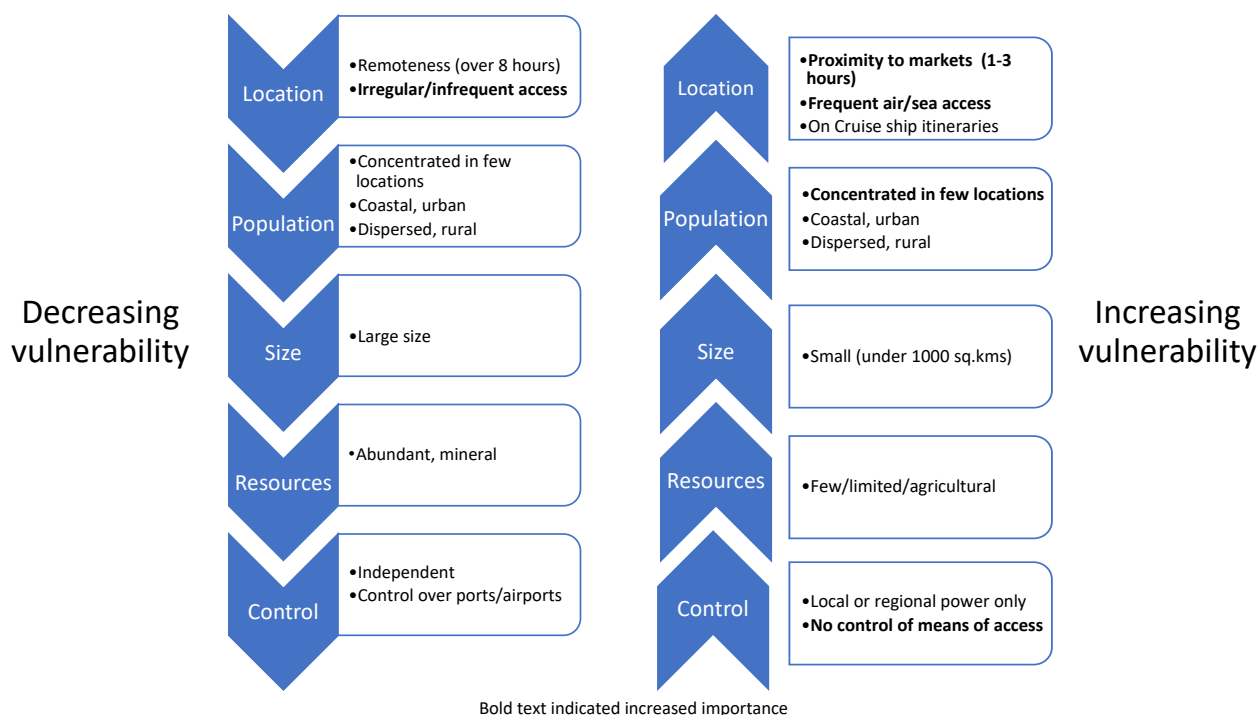 Decreasing
vulnerability
Location
•Remoteness (over 8 hours)
•Irregular/infrequent access
Population
•Concentrated in few
locations
•Coastal, urban
•Dispersed, rural
Size
•Large size
Resources
•Abundant, mineral
Control
•Independent
•Control over ports/airports
Location
•Proximity to markets (1-3
hours)
•Frequent air/sea access
•On Cruise ship itineraries
Population
•Concentrated in few locations
•Coastal, urban
•Dispersed, rural
Size
•Small (under 1000 sq.kms)
Resources
•Few/limited/agricultural
Control
•Local or regional power only
•No control of means of access
Increasing
vulnerability
Bold text indicated increased importance